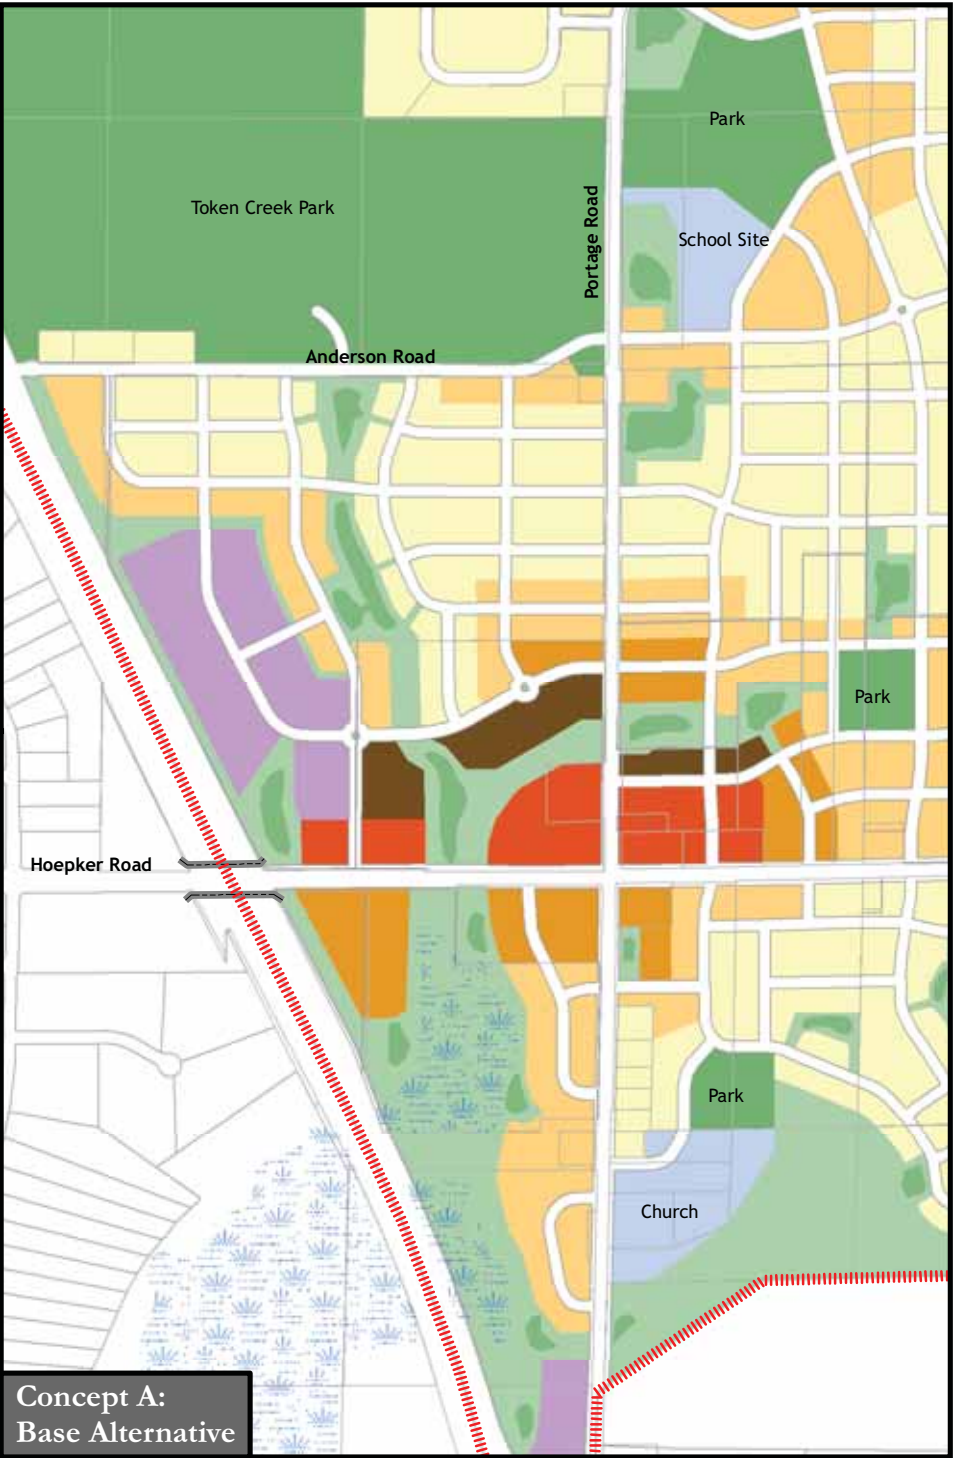 Park
Token Creek Park
Portage Road
School Site
Anderson Road
Park
Hoepker Road
Park
Church
Concept A:
Base Alternative